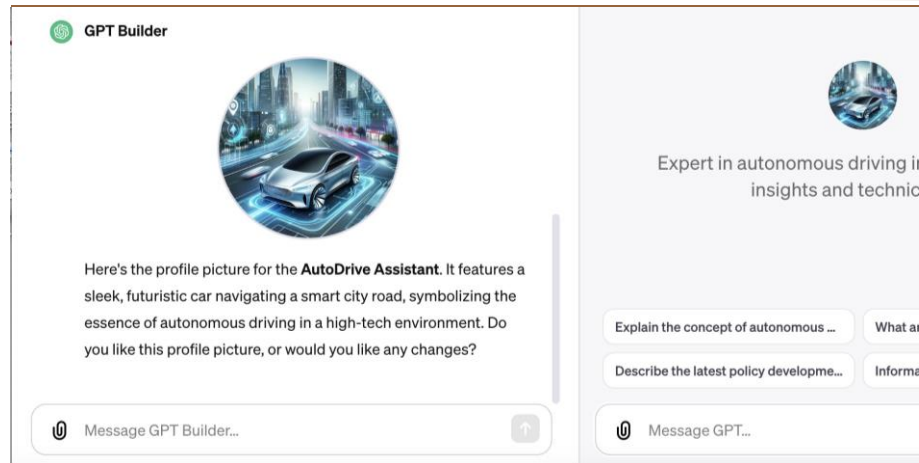 GPT Builder
Here's the profile picture for the AutoDrive Assistant. It features a
sleek, futuristic car navigating a smart city road, symbolizing the
essence of autonomous driving in a high-tech environment. Do
you like this profile picture, or would you like any changes?
Message GPT Builder...
Expert in autonomous driving in
insights and technic
Explain the concept of autonomous ...
What ar
Describe the latest policy developme...
Informa
Message GPT...